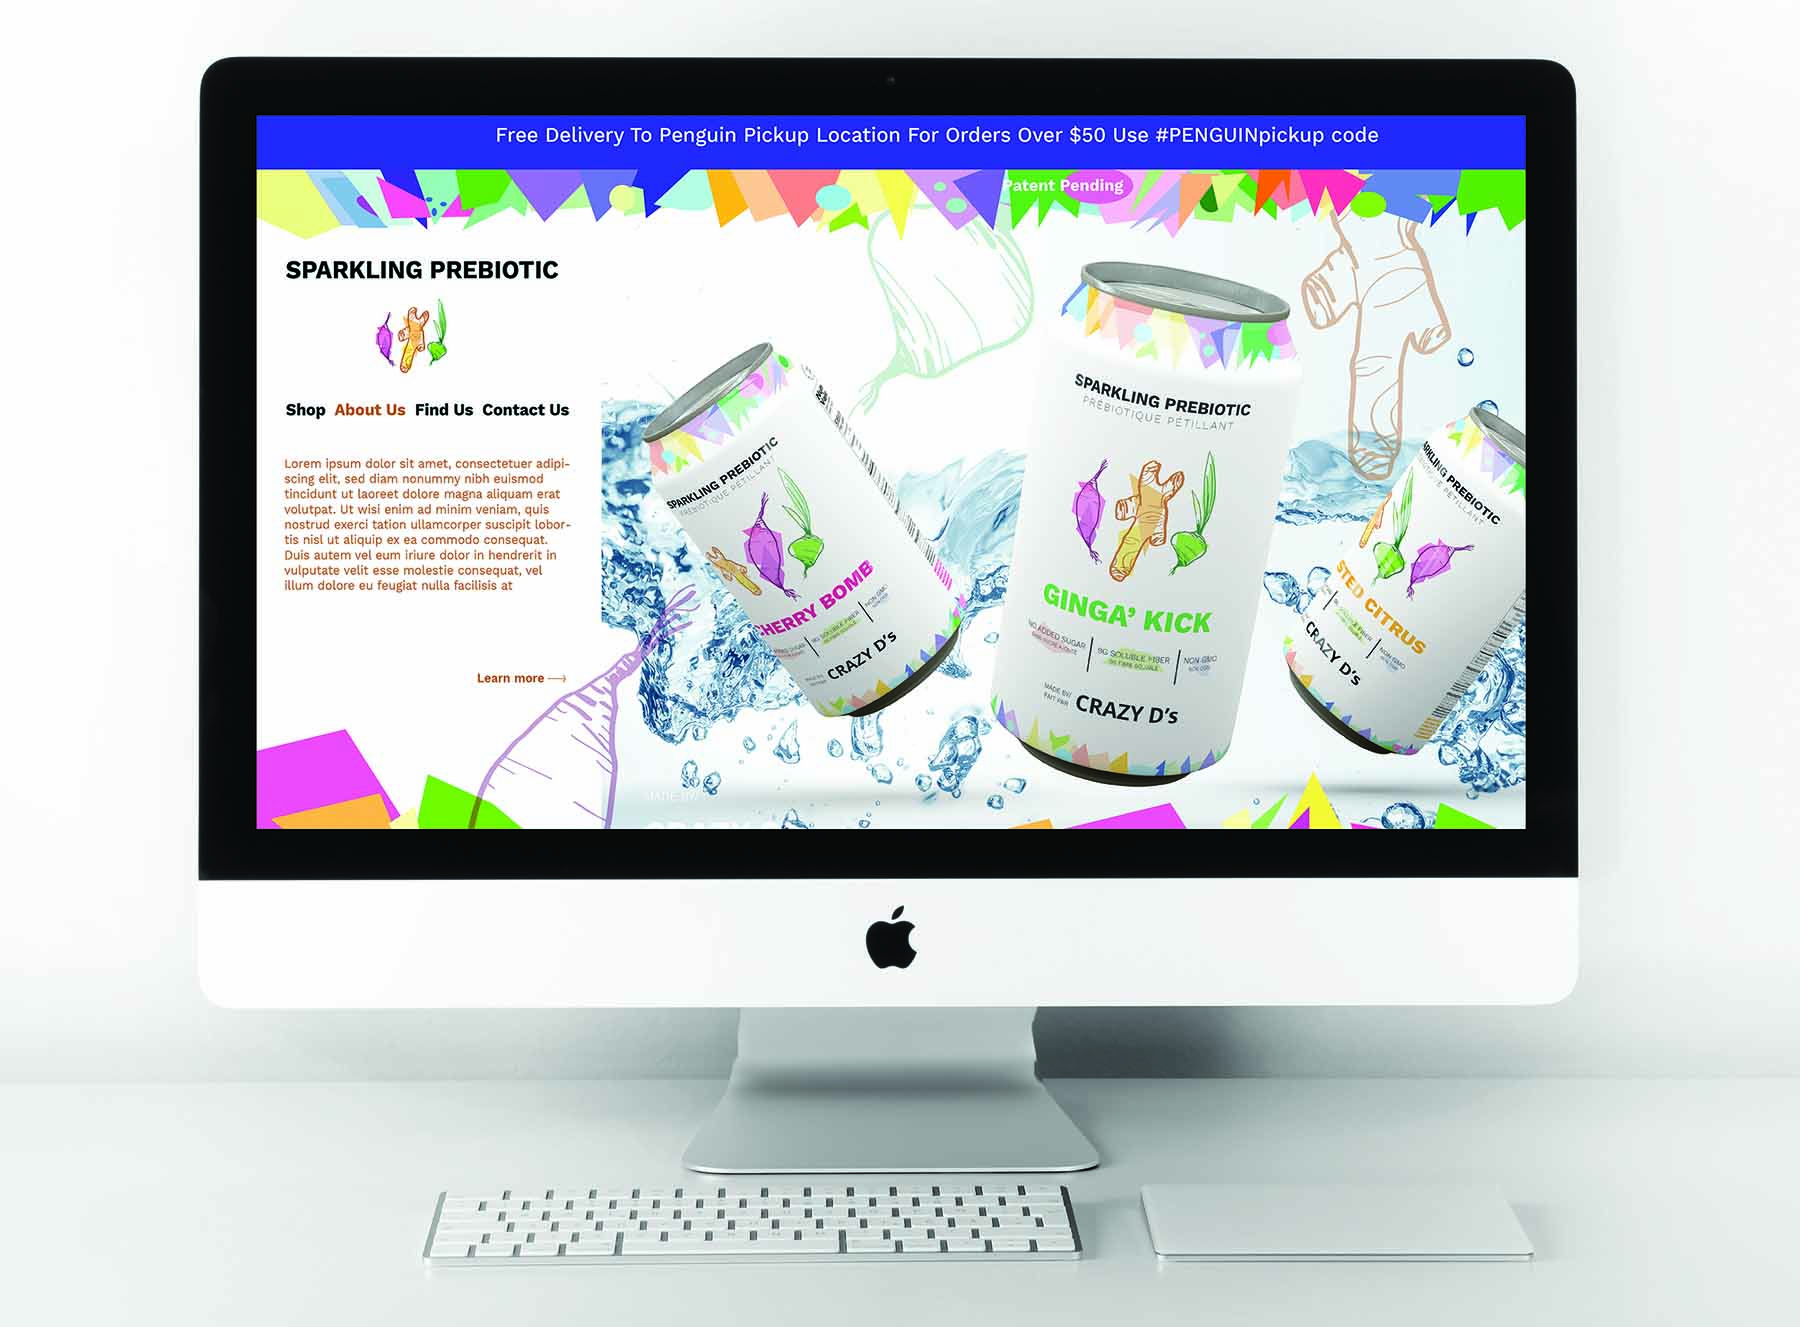 Free Delivery To Penguin Pickup Location For Orders Over $50 Use #PENGUINpickup code
Patent Pending
SPARKLING PREBIOTIC
Shop About Us Find Us Contact Us
Lorem ipsum dolor sit amet, consectetuer adipi-
scing elit, sed diam nonummy nibh euismod
tincidunt ut laoreet dolore magna aliquam erat
volutpat. Ut wisi enim ad minim veniam, quis
nostrud exerci tation ullamcorper suscipit lobor-
tis nisl ut aliquip ex ea commodo consequat.
Duis autem vel eum iriure dolor in hendrerit in
vulputate velit esse molestie consequat, vel
illum dolore eu feugiat nulla facilisis at
Learn more
SPARKLING PREBIOTIC
PREBIOTIQUE PÉTILLANT
CHERRY BOMB
9G SOLUBLE FIBER
NON-GMO
CRAZY D's
SPARKLING PREBIOTIC
PRÉBIOTIQUE PÉTILLANT
GINGA' KICK
NO ADDED SUGAR
9G SOLUBLE FIBER
9G FIBRE SOLUBLE
NON-GMO
MADE BY/
FAIT PAR
CRAZY D's
SPARKLING PREBIOTIC
CITRUS
NON-GMO
CRAZY D's